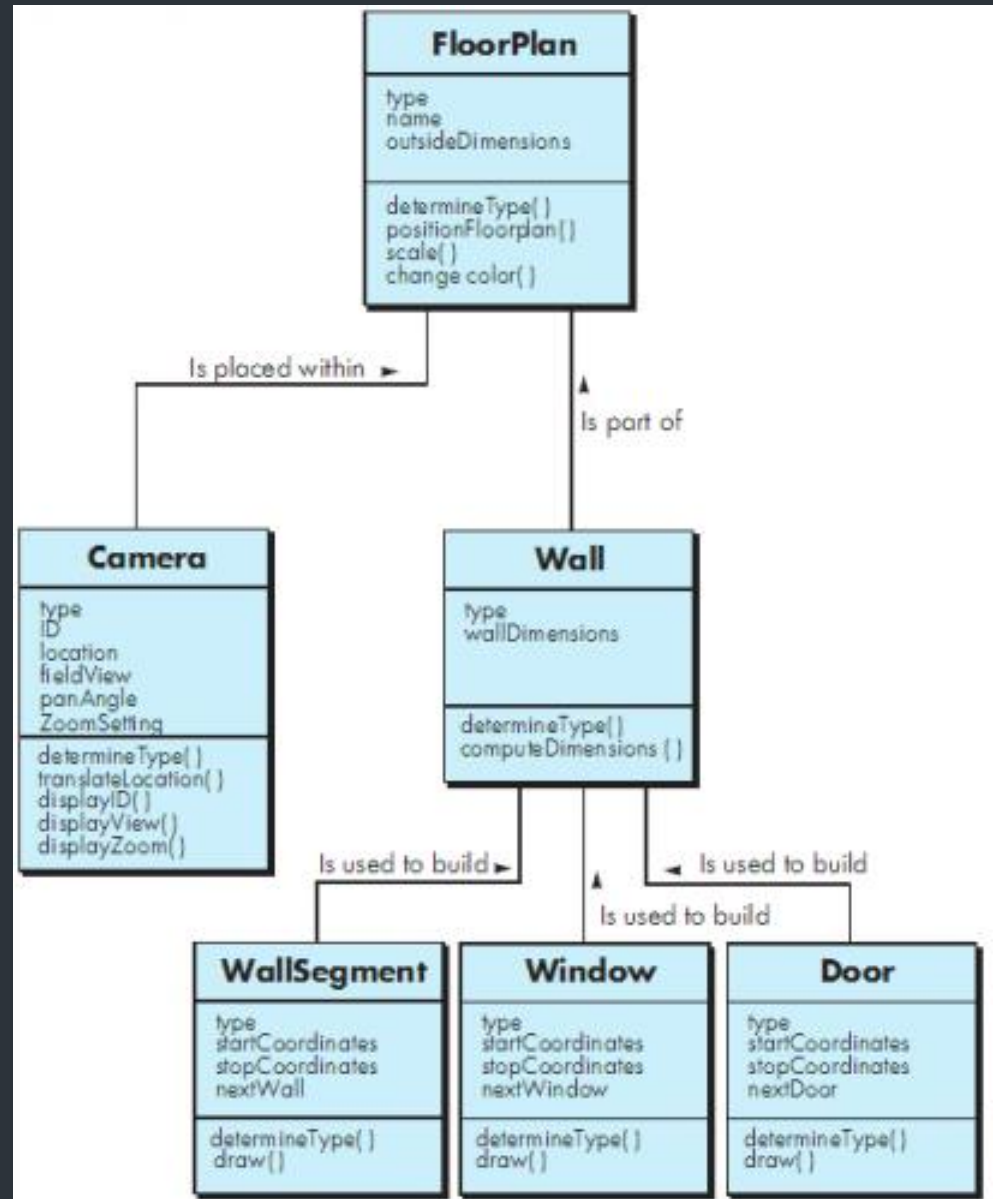 FloorPlan
type
name
outsideDimensions
determineType( )
positionFloorplan( )
scale( )
change color( )
Is placed within ►
▲
Is part of
Camera
type
ID
location
fieldView
panAngle
ZoomSetting
determineType( )
translateLocation( )
displayID( )
displayView( )
displayZoom( )
Wall
type
wallDimensions
determineType( )
computeDimensions ( )
Is used to build ►
▲
Is used to build
◄ Is used to build
WallSegment
type
startCoordinates
stopCoordinates
nextWall
determineType( )
draw( )
Window
type
startCoordinates
stopCoordinates
nextWindow
determineType( )
draw( )
Door
type
startCoordinates
stopCoordinates
nextDoor
determineType( )
draw( )